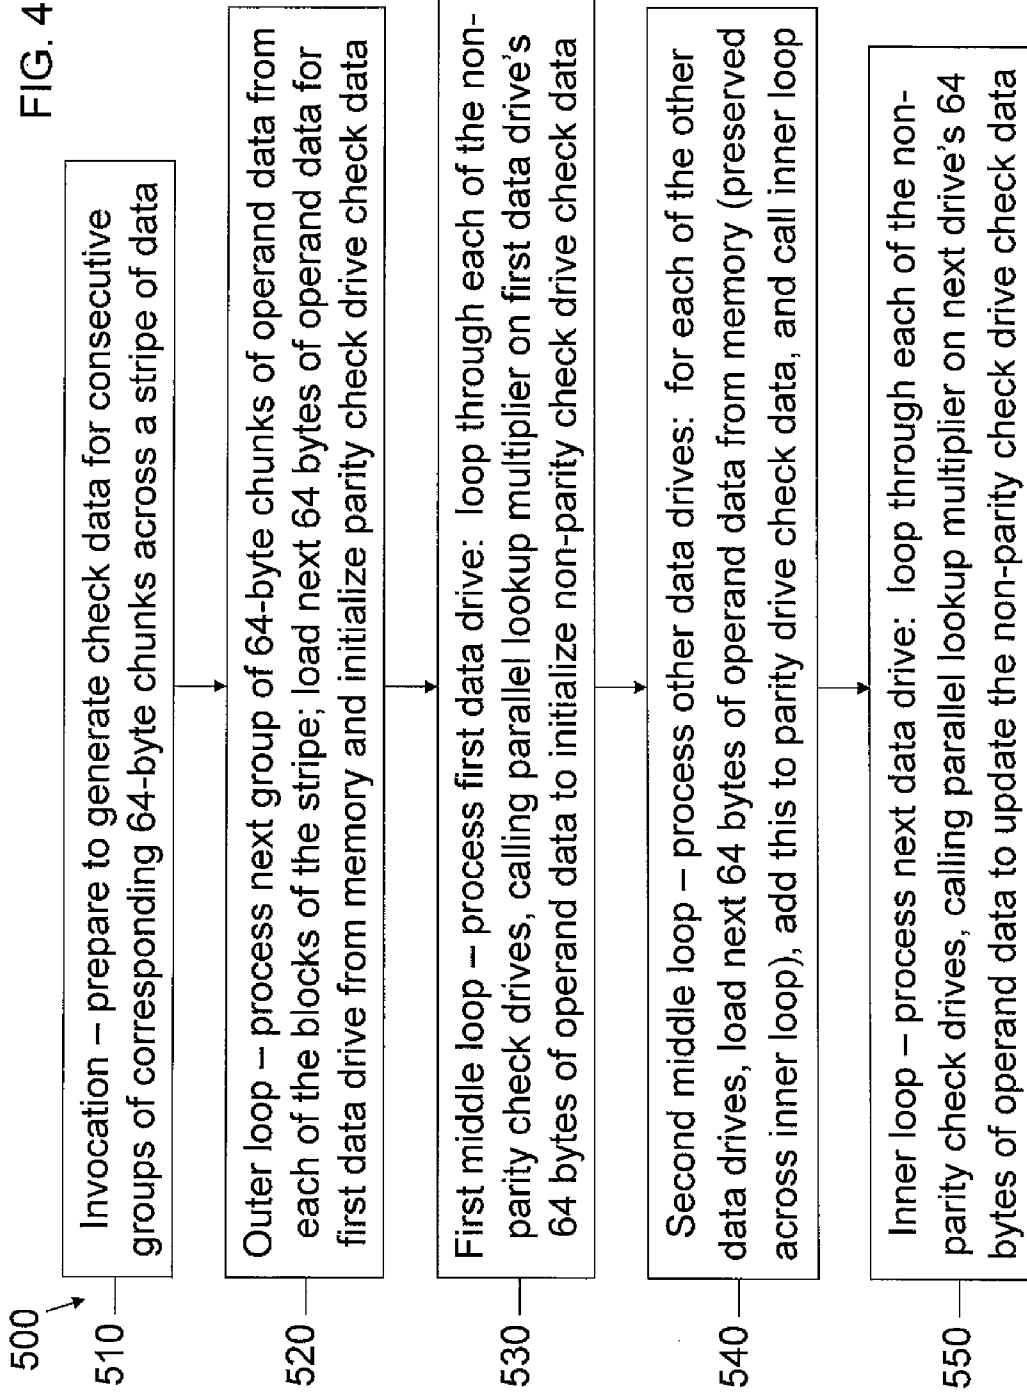 FIG. 4
500
510
Invocation – prepare to generate check data for consecutive
groups of corresponding 64-byte chunks across a stripe of data
520
Outer loop – process next group of 64-byte chunks of operand data from
each of the blocks of the stripe; load next 64 bytes of operand data for
first data drive from memory and initialize parity check drive check data
530
First middle loop – process first data drive: loop through each of the non-
parity check drives, calling parallel lookup multiplier on first data drive's
64 bytes of operand data to initialize non-parity check drive check data
540
Second middle loop – process other data drives: for each of the other
data drives, load next 64 bytes of operand data from memory (preserved
across inner loop), add this to parity drive check data, and call inner loop
550
Inner loop – process next data drive: loop through each of the non-
parity check drives, calling parallel lookup multiplier on next drive's 64
bytes of operand data to update the non-parity check drive check data